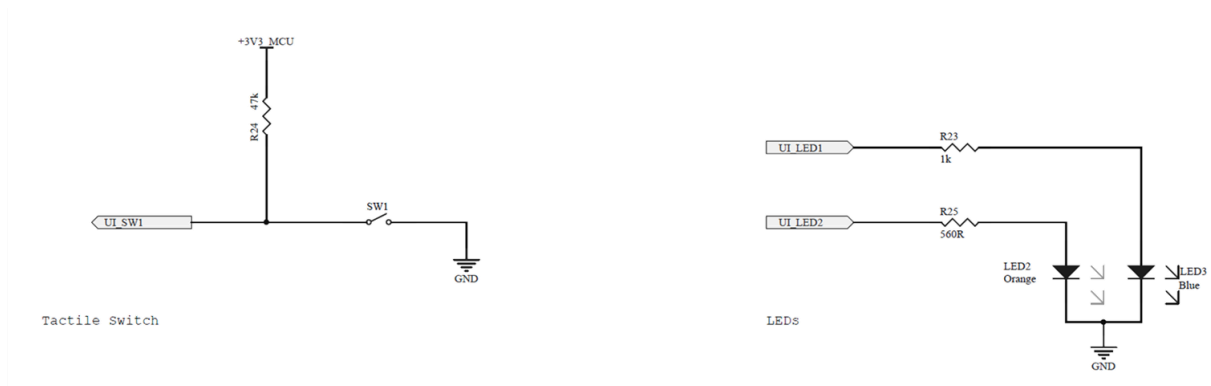 +3V3_MCU
R24 47k
UI_SW1
SW1
GND
Tactile Switch
UI_LED1
R23
1k
UI_LED2
R25
560R
LED2
Orange
LED3
Blue
GND
LEDs